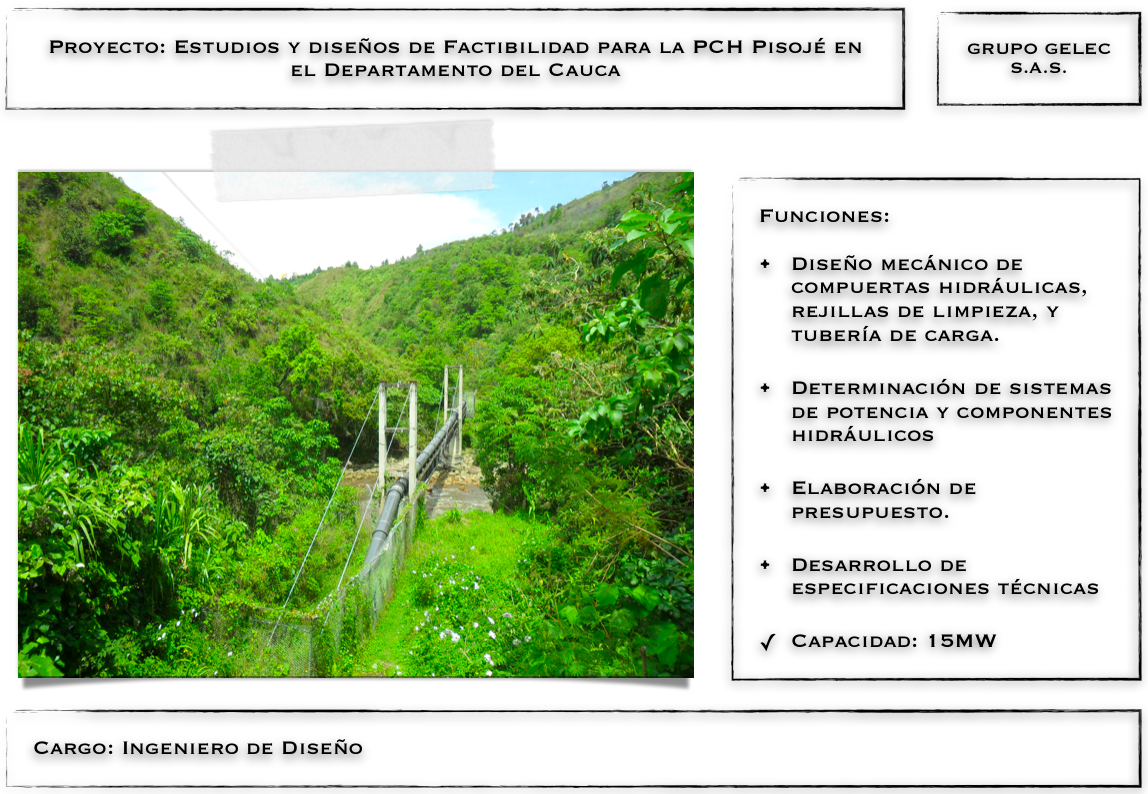 Proyecto: Estudios y diseños de Factibilidad para la PCH Pisojé en
el Departamento del Cauca
GRUPO GELEC
S.A.S.
Funciones:
+ Diseño mecánico de
compuertas hidráulicas,
rejillas de limpieza, y
tubería de carga.
+ Determinación de sistemas
de potencia y componentes
hidráulicos
+ Elaboración de
presupuesto.
+ Desarrollo de
especificaciones técnicas
✓ Capacidad: 15MW
Cargo: Ingeniero de Diseño